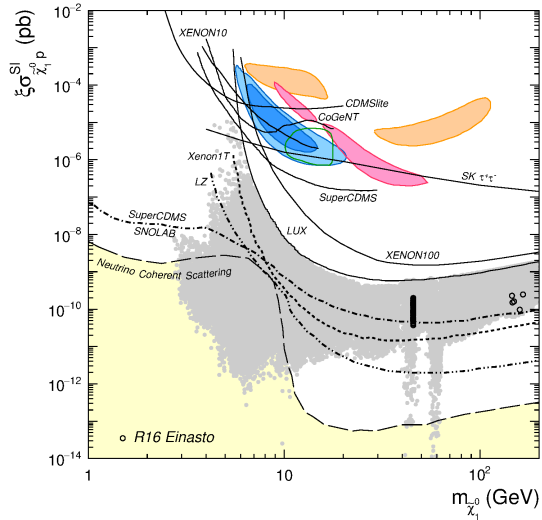 ξσ^SI_χ̃₁⁰ p (pb)
10⁻²
10⁻⁴
10⁻⁶
10⁻⁸
10⁻¹⁰
10⁻¹²
10⁻¹⁴
XENON10
CDMSlite
CoGeNT
Xenon1T
LZ
SK τ⁺τ⁻
SuperCDMS
SuperCDMS
SNOLAB
LUX
XENON100
Neutrino Coherent Scattering
R16 Einasto
1
10
10²
m_χ̃₁⁰ (GeV)